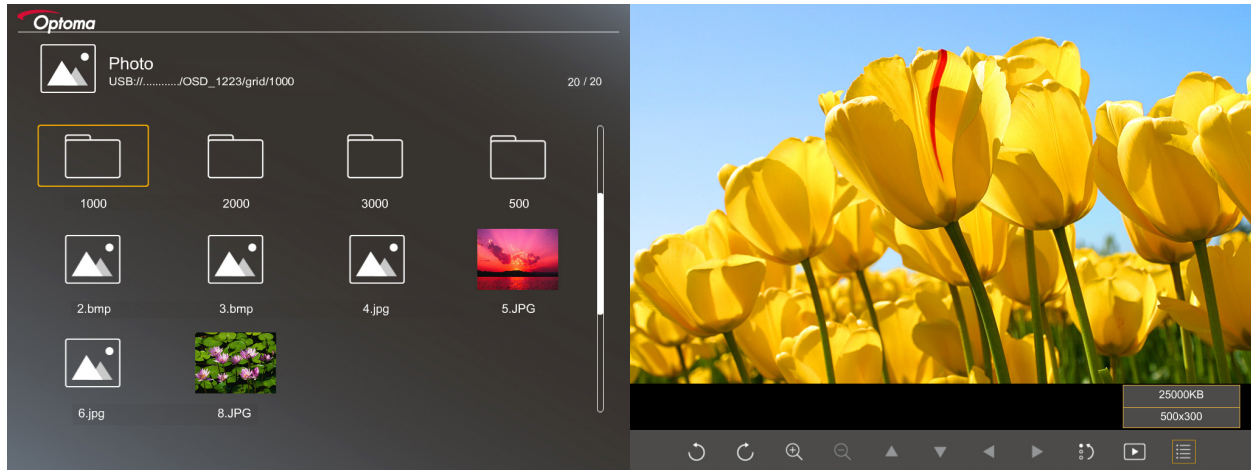 Optoma
Photo
USB://.........../OSD_1223/grid/1000
20 / 20
1000
2000
3000
500
2.bmp
3.bmp
4.jpg
5.JPG
6.jpg
8.JPG
25000KB
500x300